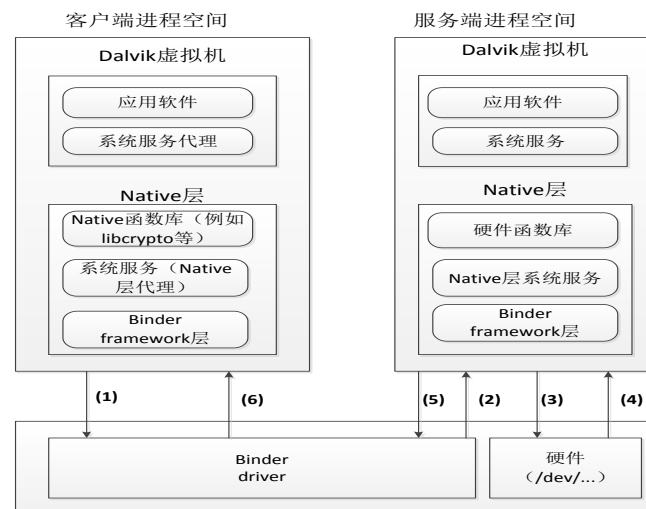 客户端进程空间
服务端进程空间
Dalvik虚拟机
应用软件
系统服务代理
Native层
Native函数库（例如
libcrypto等）
系统服务（Native
层代理）
Binder
framework层
Dalvik虚拟机
应用软件
系统服务
Native层
硬件函数库
Native层系统服务
Binder
framework层
(1)
(6)
(5)
(2)
(3)
(4)
Binder
driver
硬件
（/dev/...）